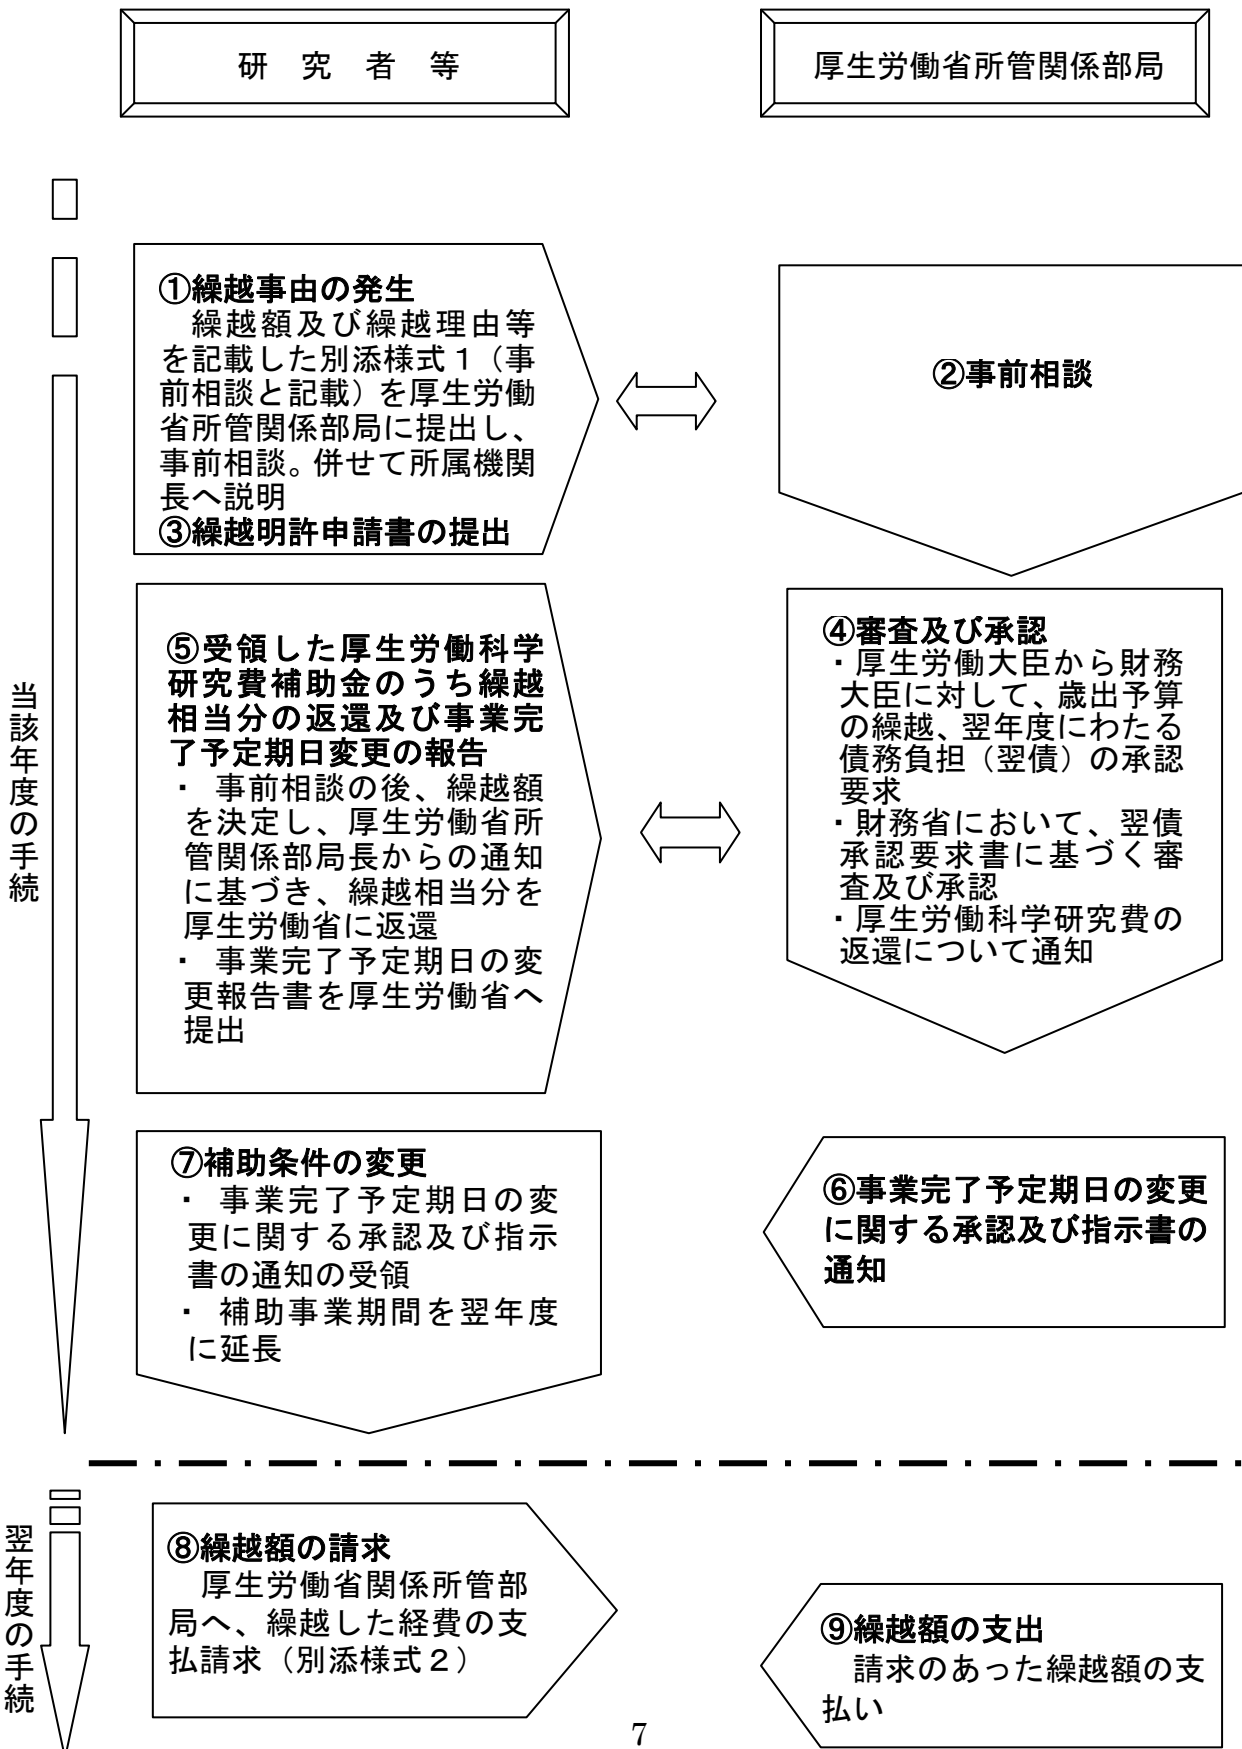 研究者等
厚生労働省所管関係部局
当該年度の手続
①繰越事由の発生
繰越額及び繰越理由等
を記載した別添様式１（事
前相談と記載）を厚生労働
省所管関係部局に提出し、
事前相談。併せて所属機関
長へ説明
③繰越明許申請書の提出
②事前相談
⑤受領した厚生労働科学
研究費補助金のうち繰越
相当分の返還及び事業完
了予定期日変更の報告
・ 事前相談の後、繰越額
を決定し、厚生労働省所
管関係部局長からの通知
に基づき、繰越相当分を
厚生労働省に返還
・ 事業完了予定期日の変
更報告書を厚生労働省へ
提出
④審査及び承認
・厚生労働大臣から財務
大臣に対して、歳出予算
の繰越、翌年度にわたる
債務負担（翌債）の承認
要求
・財務省において、翌債
承認要求書に基づく審
査及び承認
・厚生労働科学研究費の
返還について通知
⑦補助条件の変更
・ 事業完了予定期日の変
更に関する承認及び指示
書の通知の受領
・ 補助事業期間を翌年度
に延長
⑥事業完了予定期日の変更
に関する承認及び指示書の
通知
翌年度の手続
⑧繰越額の請求
厚生労働省関係所管部
局へ、繰越した経費の支
払請求（別添様式２）
⑨繰越額の支出
請求のあった繰越額の支
払い
7